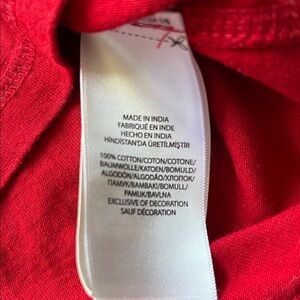 MADE IN INDIA
FABRIQUÉ EN INDE
HECHO EN INDIA
HİNDİSTAN'DA ÜRETİLMİŞTİR
100% COTTON/COTON/COTONE/
BAUMWOLLE/KATOEN/BOMULD/
ALGODÓN/ALGODÃO/ХЛОПОК/
ПАМУК/BAMBAKI/BOMULL/
PAMUK/BAVLNA
EXCLUSIVE OF DECORATION
SAUF DÉCORATION